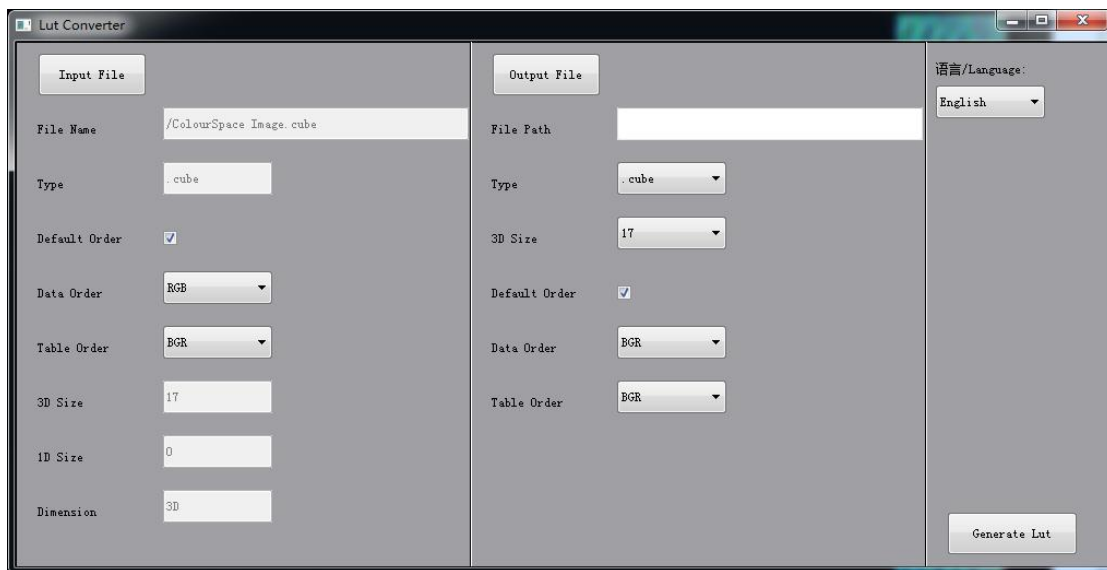 Lut Converter
Input File
File Name
/ColourSpace Image.cube
Type
.cube
Default Order
Data Order
RGB
Table Order
BGR
3D Size
17
1D Size
0
Dimension
3D
Output File
File Path
Type
.cube
3D Size
17
Default Order
Data Order
BGR
Table Order
BGR
语言/Language:
English
Generate Lut